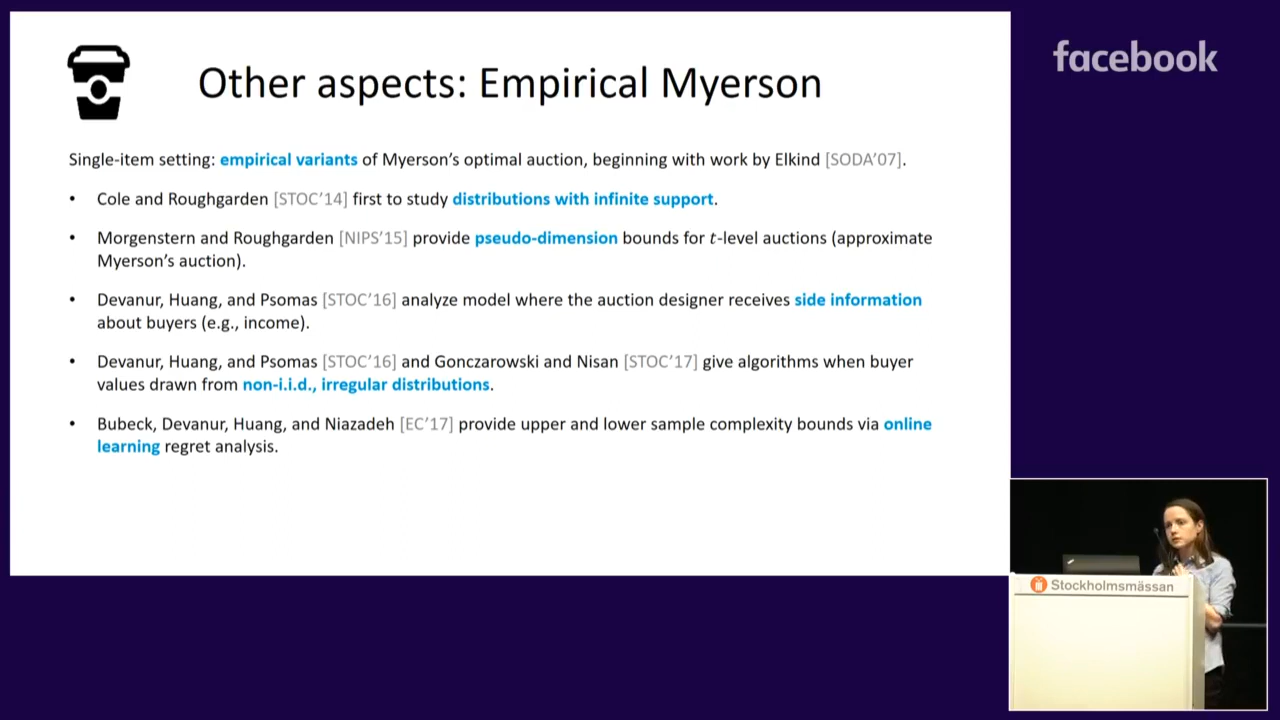 facebook
Other aspects: Empirical Myerson
Single-item setting: empirical variants of Myerson's optimal auction, beginning with work by Elkind [SODA'07].
• Cole and Roughgarden [STOC'14] first to study distributions with infinite support.
• Morgenstern and Roughgarden [NIPS'15] provide pseudo-dimension bounds for t-level auctions (approximate
Myerson's auction).
• Devanur, Huang, and Psomas [STOC'16] analyze model where the auction designer receives side information
about buyers (e.g., income).
• Devanur, Huang, and Psomas [STOC'16] and Gonczarowski and Nisan [STOC'17] give algorithms when buyer
values drawn from non-i.i.d., irregular distributions.
• Bubeck, Devanur, Huang, and Niazadeh [EC'17] provide upper and lower sample complexity bounds via online
learning regret analysis.
Stockholmsmässan